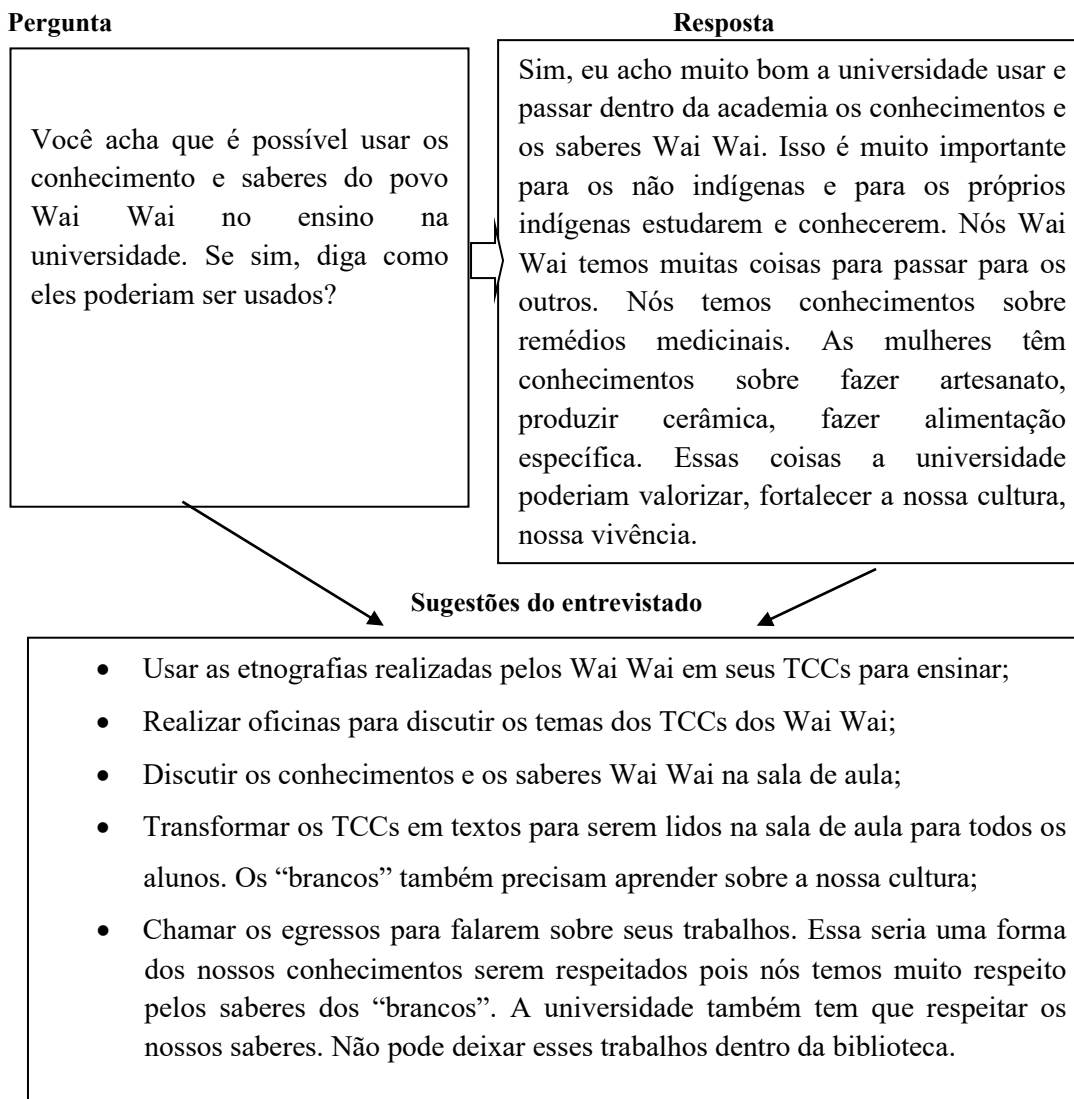 Pergunta
Resposta
Você acha que é possível usar os
conhecimento e saberes do povo
Wai Wai no ensino na
universidade. Se sim, diga como
eles poderiam ser usados?
Sim, eu acho muito bom a universidade usar e
passar dentro da academia os conhecimentos e
os saberes Wai Wai. Isso é muito importante
para os não indígenas e para os próprios
indígenas estudarem e conhecerem. Nós Wai
Wai temos muitas coisas para passar para os
outros. Nós temos conhecimentos sobre
remédios medicinais. As mulheres têm
conhecimentos sobre fazer artesanato,
produzir cerâmica, fazer alimentação
específica. Essas coisas a universidade
poderiam valorizar, fortalecer a nossa cultura,
nossa vivência.
Sugestões do entrevistado
• Usar as etnografias realizadas pelos Wai Wai em seus TCCs para ensinar;
• Realizar oficinas para discutir os temas dos TCCs dos Wai Wai;
• Discutir os conhecimentos e os saberes Wai Wai na sala de aula;
• Transformar os TCCs em textos para serem lidos na sala de aula para todos os
alunos. Os “brancos” também precisam aprender sobre a nossa cultura;
• Chamar os egressos para falarem sobre seus trabalhos. Essa seria uma forma
dos nossos conhecimentos serem respeitados pois nós temos muito respeito
pelos saberes dos “brancos”. A universidade também tem que respeitar os
nossos saberes. Não pode deixar esses trabalhos dentro da biblioteca.